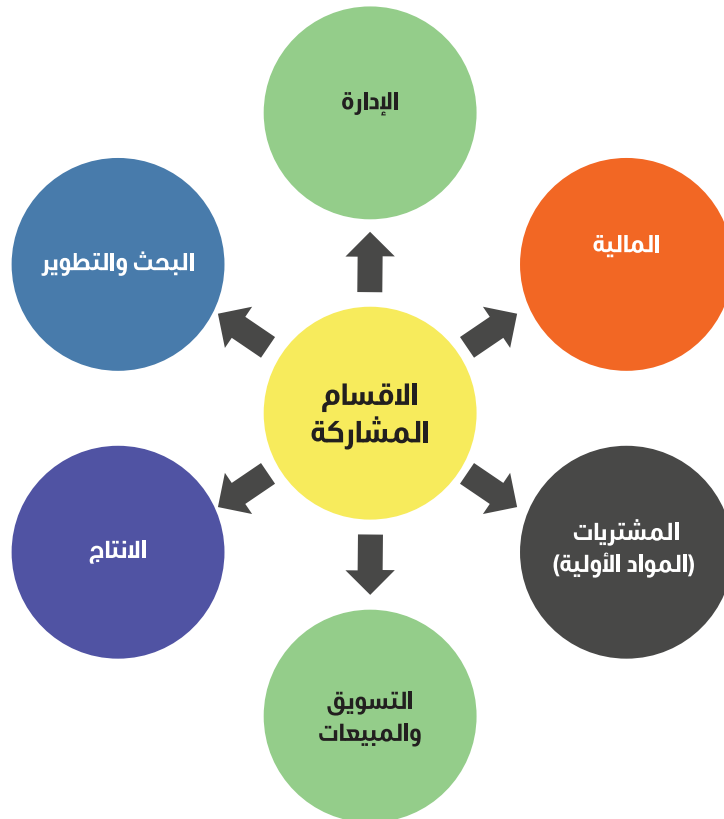 الإدارة
المالية
البحث والتطوير
الاقسام
المشاركة
المشتريات
(المواد الأولية)
الانتاج
التسويق
والمبيعات